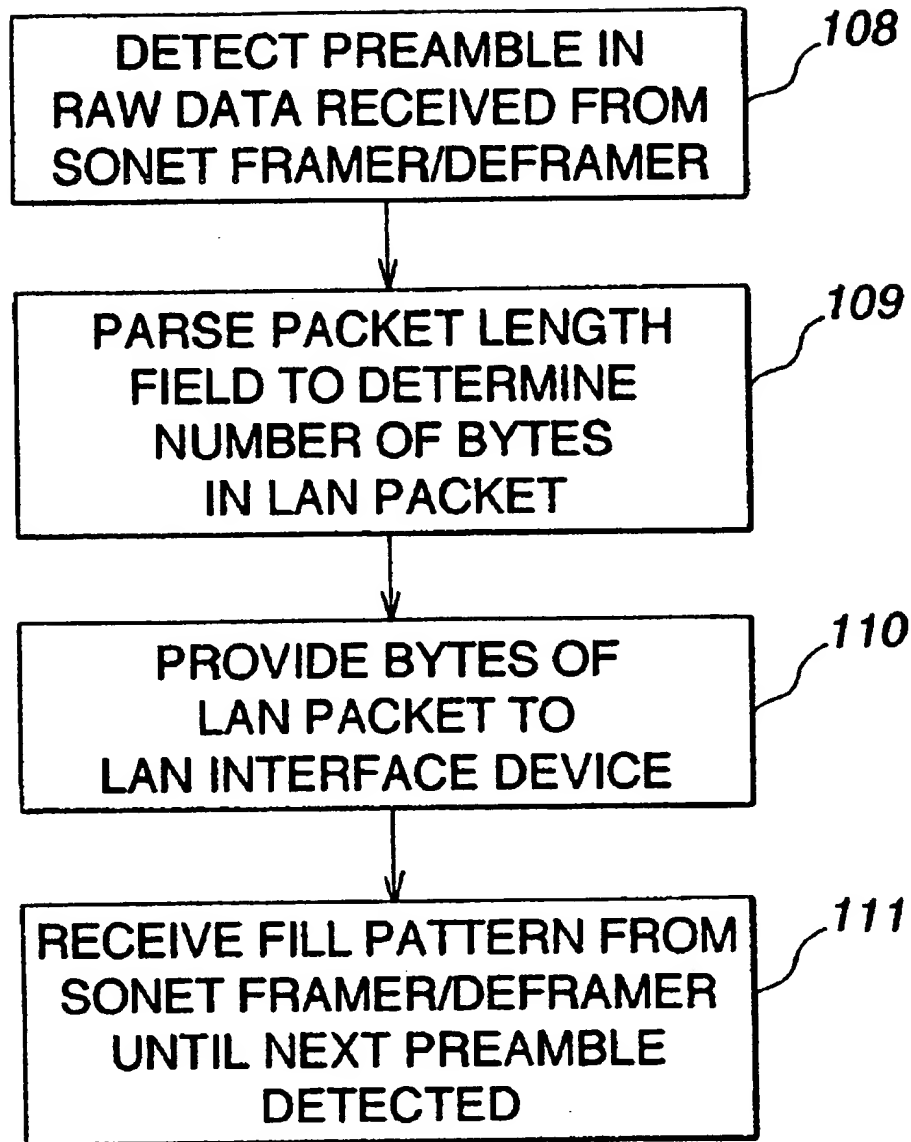 DETECT PREAMBLE IN
RAW DATA RECEIVED FROM
SONET FRAMER/DEFRAMER
108
PARSE PACKET LENGTH
FIELD TO DETERMINE
NUMBER OF BYTES
IN LAN PACKET
109
PROVIDE BYTES OF
LAN PACKET TO
LAN INTERFACE DEVICE
110
RECEIVE FILL PATTERN FROM
SONET FRAMER/DEFRAMER
UNTIL NEXT PREAMBLE
DETECTED
111